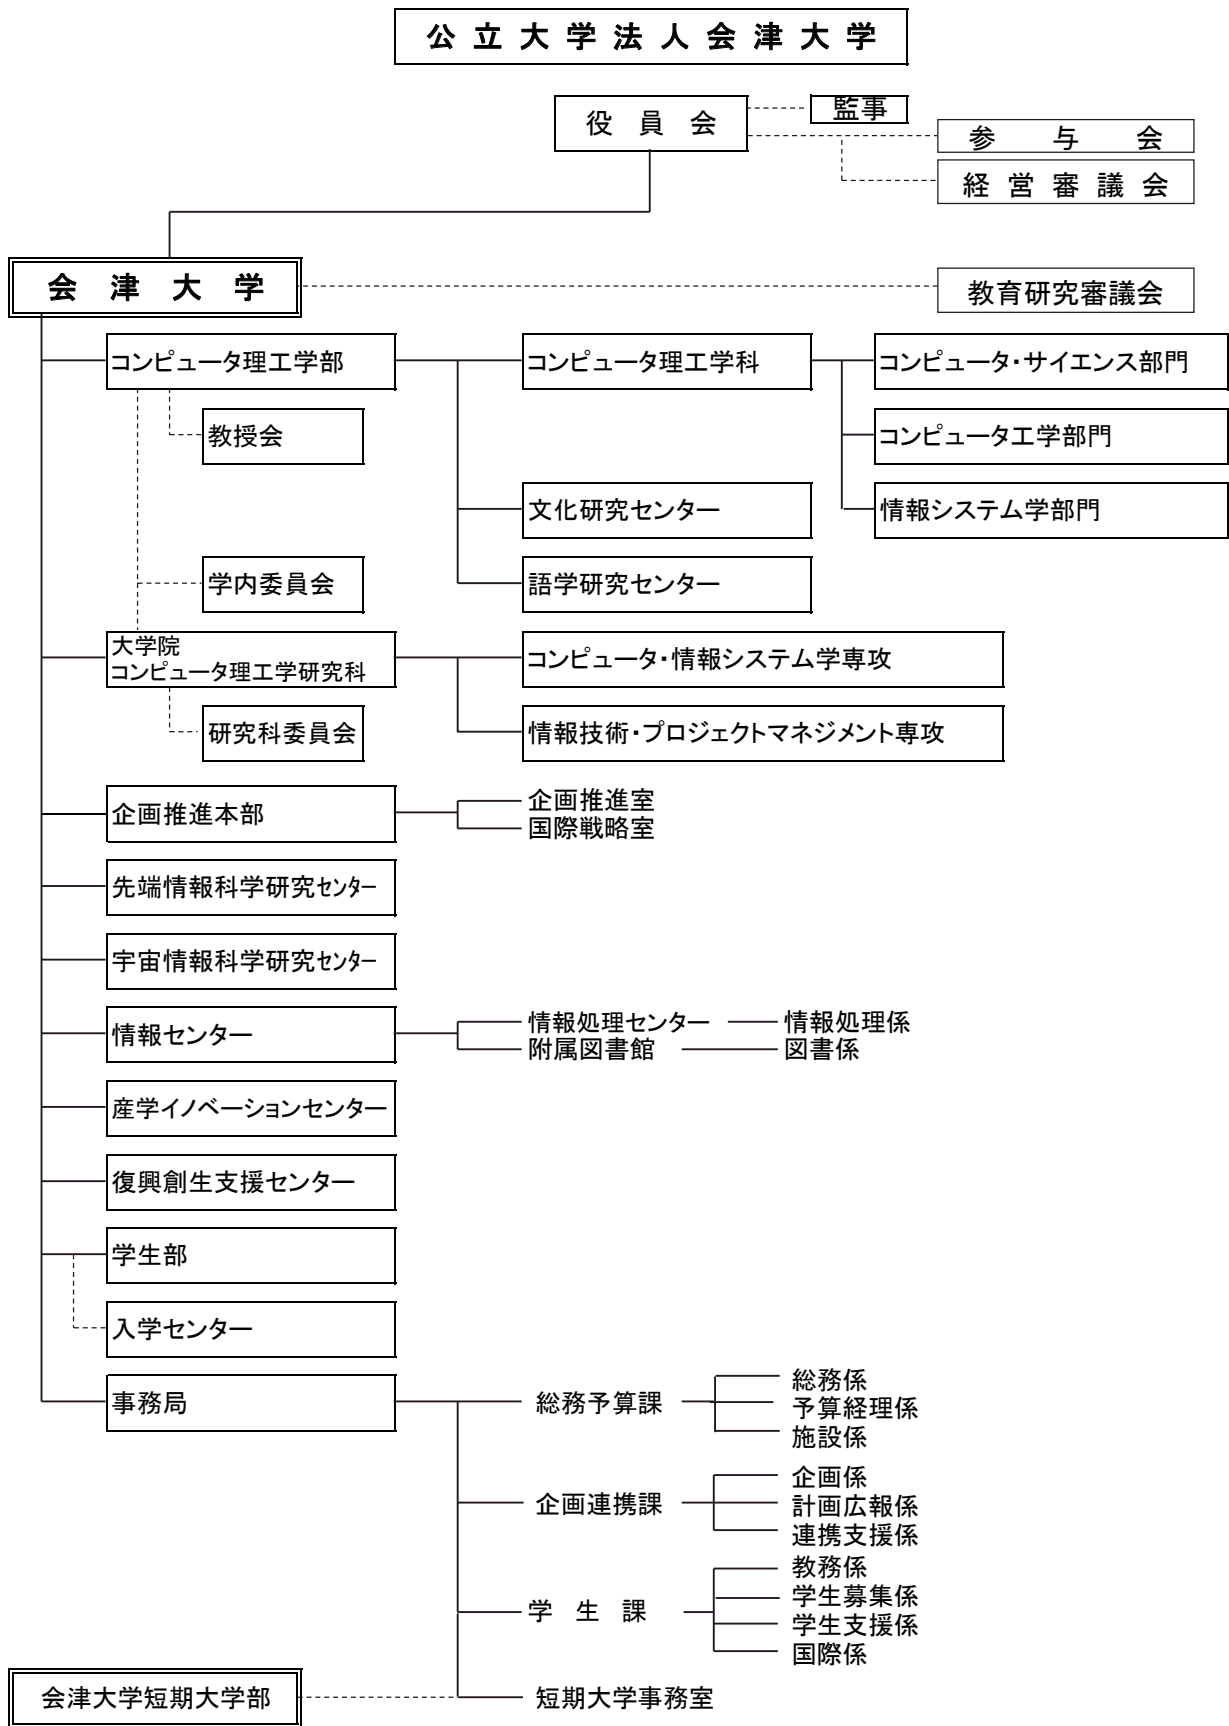 公立大学法人会津大学
役員会
監事
参与会
経営審議会
会津大学
教育研究審議会
コンピュータ理工学部
コンピュータ理工学科
コンピュータ・サイエンス部門
教授会
コンピュータ工学部門
文化研究センター
情報システム学部門
学内委員会
語学研究センター
大学院
コンピュータ理工学研究科
コンピュータ・情報システム学専攻
研究科委員会
情報技術・プロジェクトマネジメント専攻
企画推進本部
企画推進室
国際戦略室
先端情報科学研究センター
宇宙情報科学研究センター
情報センター
情報処理センター
情報処理係
附属図書館
図書係
産学イノベーションセンター
復興創生支援センター
学生部
入学センター
事務局
総務予算課
総務係
予算経理係
施設係
企画連携課
企画係
計画広報係
連携支援係
学生課
教務係
学生募集係
学生支援係
国際係
会津大学短期大学部
短期大学事務室